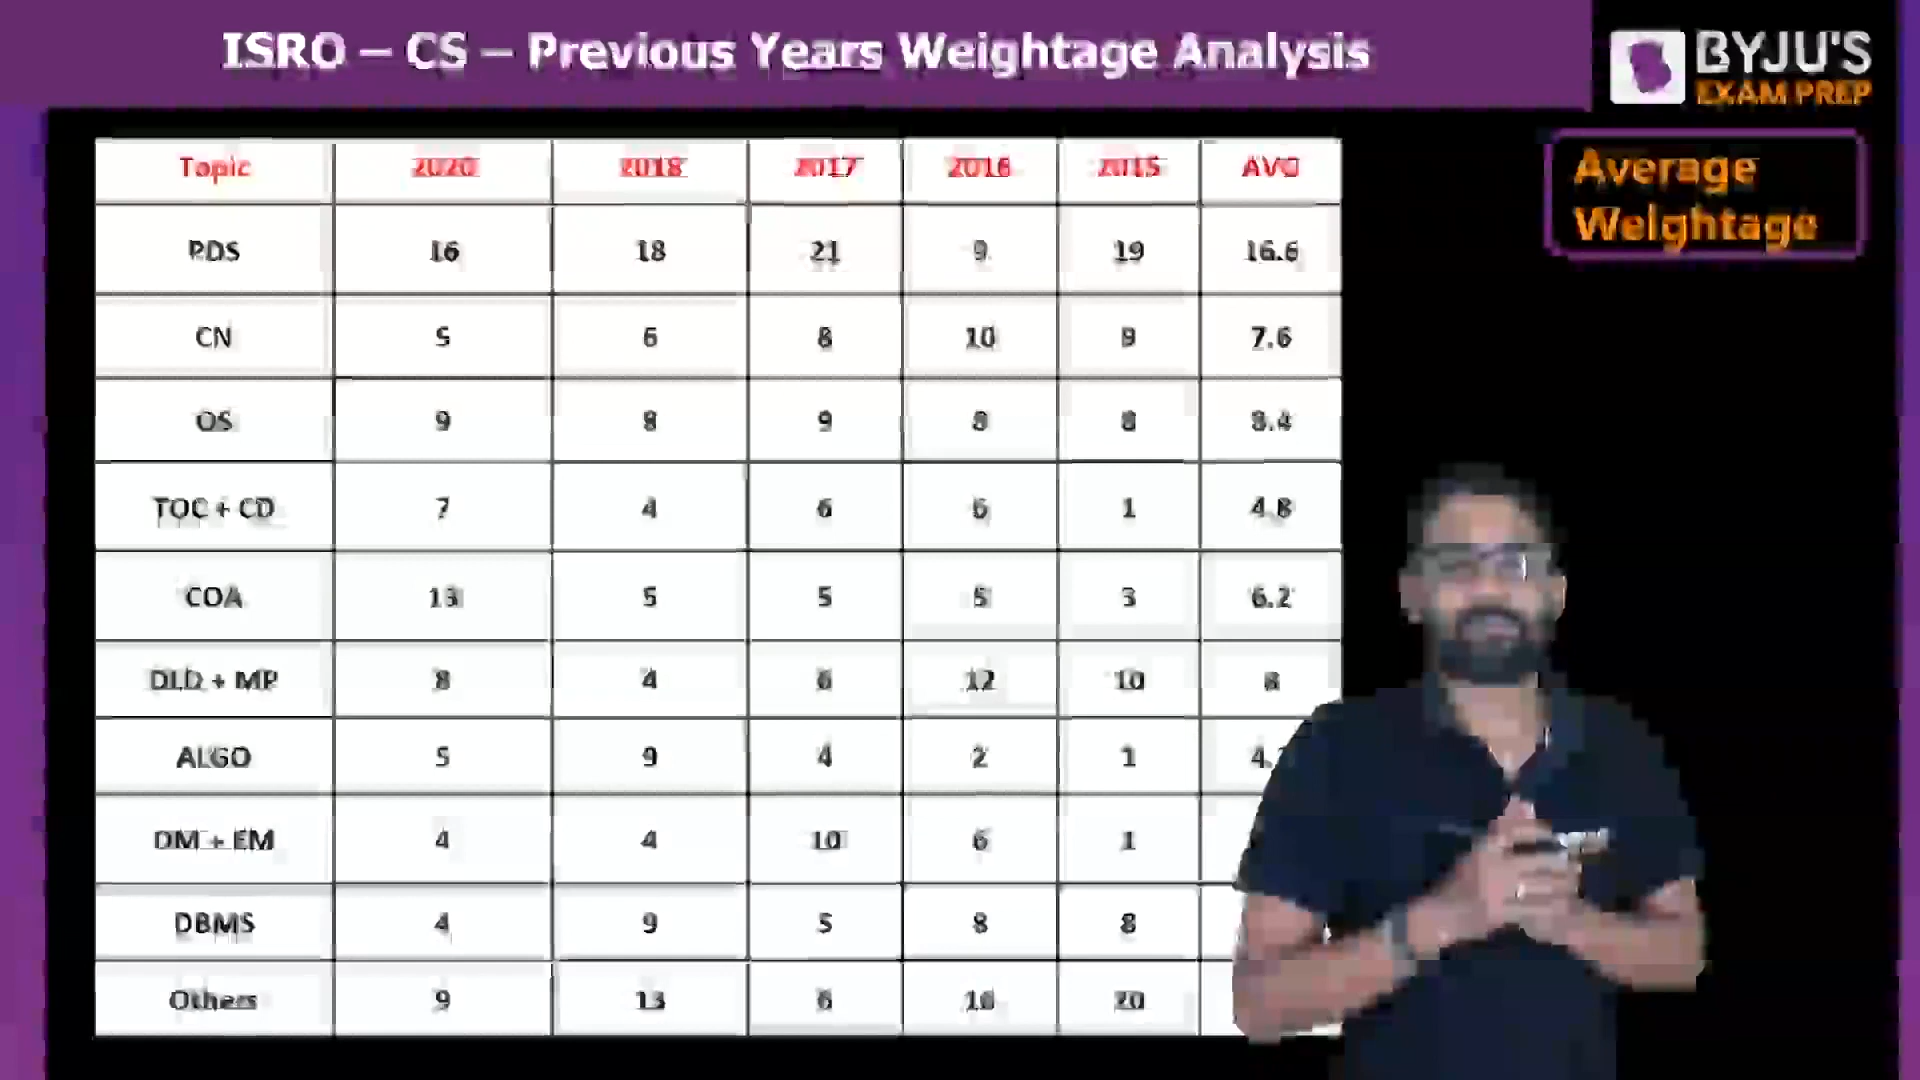 ISRO – CS – Previous Years Weightage Analysis
BYJU'S
EXAM PREP
Average
Weightage
Topic 2020 2018 2017 2016 2015 AVG
PDS 16 18 21 9 19 16.6
CN 5 6 8 10 9 7.6
OS 9 8 9 8 8 8.4
TOC + CD 7 4 6 6 1 4.8
COA 13 5 5 5 3 6.2
DLD + MP 8 4 6 12 10 8
ALGO 5 9 4 2 1
DM + EM 4 4 10 6 1
DBMS 4 9 5 8 8
Others 9 13 6 16 20